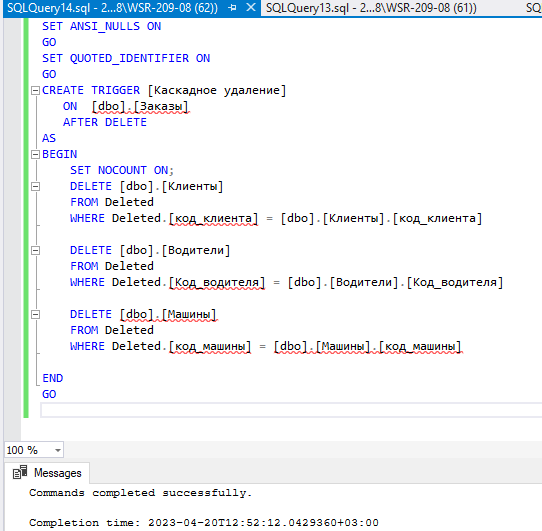 SQLQuery14.sql - 2...8\WSR-209-08 (62)) SQLQuery13.sql - 2...8\WSR-209-08 (61)) SQ
SET ANSI_NULLS ON
GO
SET QUOTED_IDENTIFIER ON
GO
CREATE TRIGGER [Каскадное удаление]
ON [dbo].[Заказы]
AFTER DELETE
AS
BEGIN
SET NOCOUNT ON;
DELETE [dbo].[Клиенты]
FROM Deleted
WHERE Deleted.[код_клиента] = [dbo].[Клиенты].[код_клиента]
DELETE [dbo].[Водители]
FROM Deleted
WHERE Deleted.[Код_водителя] = [dbo].[Водители].[Код_водителя]
DELETE [dbo].[Машины]
FROM Deleted
WHERE Deleted.[код_машины] = [dbo].[Машины].[код_машины]
END
GO
100 %
Messages
Commands completed successfully.
Completion time: 2023-04-20T12:52:12.0429360+03:00